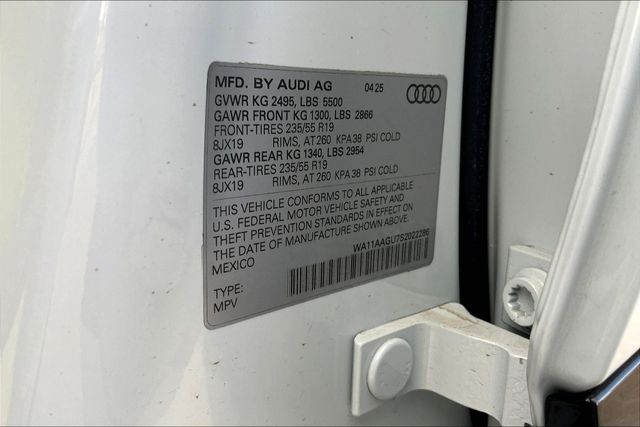 MFD. BY AUDI AG 04 25
GVWR KG 2495, LBS 5500
GAWR FRONT KG 1300, LBS 2866
FRONT-TIRES 235/55 R19
8JX19 RIMS, AT 260 KPA 38 PSI COLD
GAWR REAR KG 1340, LBS 2954
REAR-TIRES 235/55 R19
8JX19 RIMS, AT 260 KPA 38 PSI COLD
THIS VEHICLE CONFORMS TO ALL APPLICABLE
U.S. FEDERAL MOTOR VEHICLE SAFETY AND
THEFT PREVENTION STANDARDS IN EFFECT ON
THE DATE OF MANUFACTURE SHOWN ABOVE.
MEXICO WA11AAGU7S2022286
TYPE:
MPV